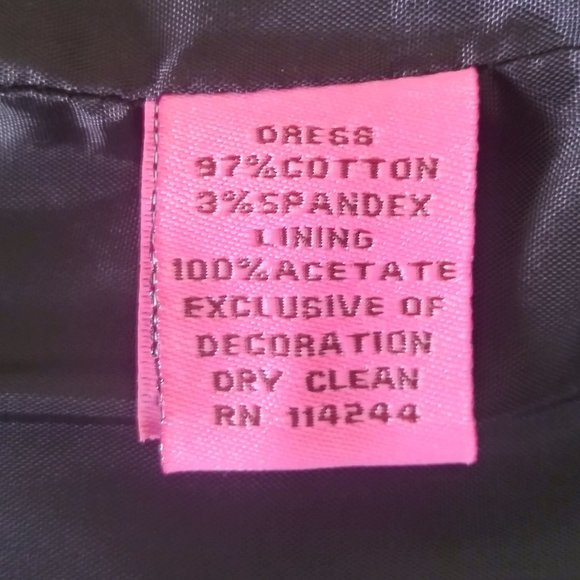 DRESS
97%COTTON
3%SPANDEX
LINING
100%ACETATE
EXCLUSIVE OF
DECORATION
DRY CLEAN
RN 114244